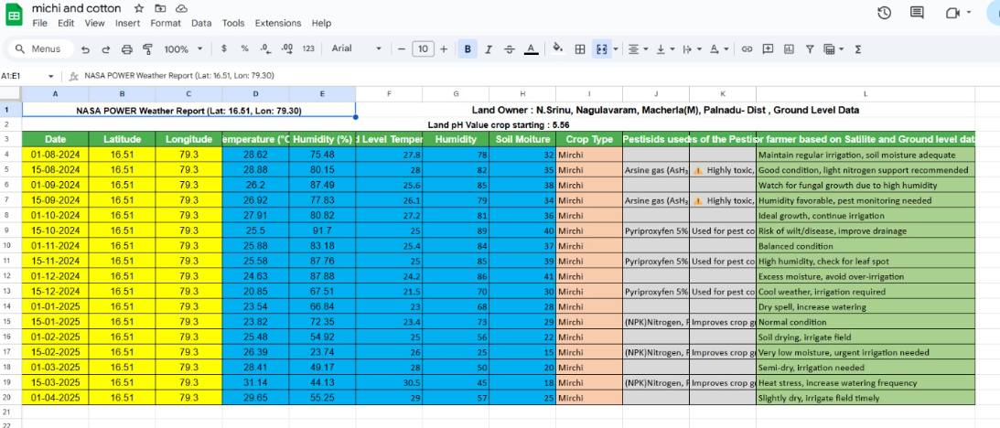 michi and cotton
File Edit View Insert Format Data Tools Extensions Help
Menus 100% $ % .0 .00 123 Arial - 10 + B I A Σ
A1:E1 fx NASA POWER Weather Report (Lat: 16.51, Lon: 79.30)
A B C D E F G H I J K L
1 NASA POWER Weather Report (Lat: 16.51, Lon: 79.30) Land Owner : N.Srinu, Nagulavaram, Macherla(M), Palnadu- Dist , Ground Level Data
2 Land pH Value crop starting : 5.56
3 Date Latitude Longitude emperature (°C Humidity (%) d Level Temper Humidity Soil Moiture Crop Type Pestisids used s of the Pestis or farmer based on Satilite and Ground level dat
4 01-08-2024 16.51 79.3 28.62 75.48 27.8 78 32 Mirchi Maintain regular irrigation, soil moisture adequate
5 15-08-2024 16.51 79.3 28.88 80.15 28 82 35 Mirchi Arsine gas (AsH₃ ⚠ Highly toxic, Good condition, light nitrogen support recommended
6 01-09-2024 16.51 79.3 26.2 87.49 25.6 85 38 Mirchi Watch for fungal growth due to high humidity
7 15-09-2024 16.51 79.3 26.92 77.83 26.1 79 34 Mirchi Arsine gas (AsH₃ ⚠ Highly toxic, Humidity favorable, pest monitoring needed
8 01-10-2024 16.51 79.3 27.91 80.82 27.2 81 36 Mirchi Ideal growth, continue irrigation
9 15-10-2024 16.51 79.3 25.5 91.7 25 89 40 Mirchi Pyriproxyfen 5% Used for pest co Risk of wilt/disease, improve drainage
10 01-11-2024 16.51 79.3 25.88 83.18 25.4 84 37 Mirchi Balanced condition
11 15-11-2024 16.51 79.3 25.58 87.76 25 85 39 Mirchi Pyriproxyfen 5% Used for pest co High humidity, check for leaf spot
12 01-12-2024 16.51 79.3 24.63 87.88 24.2 86 41 Mirchi Excess moisture, avoid over-irrigation
13 15-12-2024 16.51 79.3 20.85 67.51 21.5 70 30 Mirchi Pyriproxyfen 5% Used for pest co Cool weather, irrigation required
14 01-01-2025 16.51 79.3 23.54 66.84 23 68 28 Mirchi Dry spell, increase watering
15 15-01-2025 16.51 79.3 23.82 72.35 23.4 73 29 Mirchi (NPK)Nitrogen, P Improves crop g Normal condition
16 01-02-2025 16.51 79.3 25.48 54.92 25 56 22 Mirchi Soil drying, irrigate field
17 15-02-2025 16.51 79.3 26.39 23.74 26 25 15 Mirchi (NPK)Nitrogen, P Improves crop g Very low moisture, urgent irrigation needed
18 01-03-2025 16.51 79.3 28.41 49.17 28 50 20 Mirchi Semi-dry, irrigation needed
19 15-03-2025 16.51 79.3 31.14 44.13 30.5 45 18 Mirchi (NPK)Nitrogen, P Improves crop g Heat stress, increase watering frequency
20 01-04-2025 16.51 79.3 29.65 55.25 29 57 25 Mirchi Slightly dry, irrigate field timely
21
22